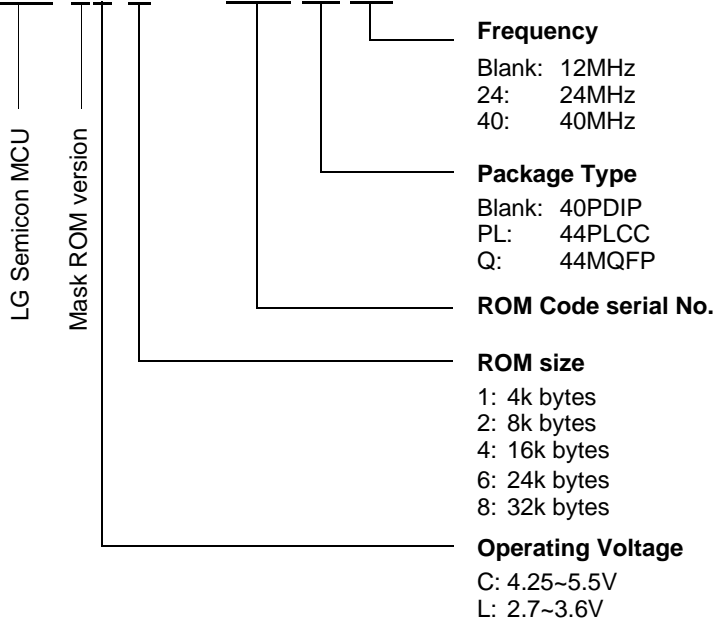 Frequency
Blank: 12MHz
24: 24MHz
40: 40MHz
Package Type
Blank: 40PDIP
PL: 44PLCC
Q: 44MQFP
ROM Code serial No.
ROM size
1: 4k bytes
2: 8k bytes
4: 16k bytes
6: 24k bytes
8: 32k bytes
Operating Voltage
C: 4.25~5.5V
L: 2.7~3.6V
LG Semicon MCU
Mask ROM version